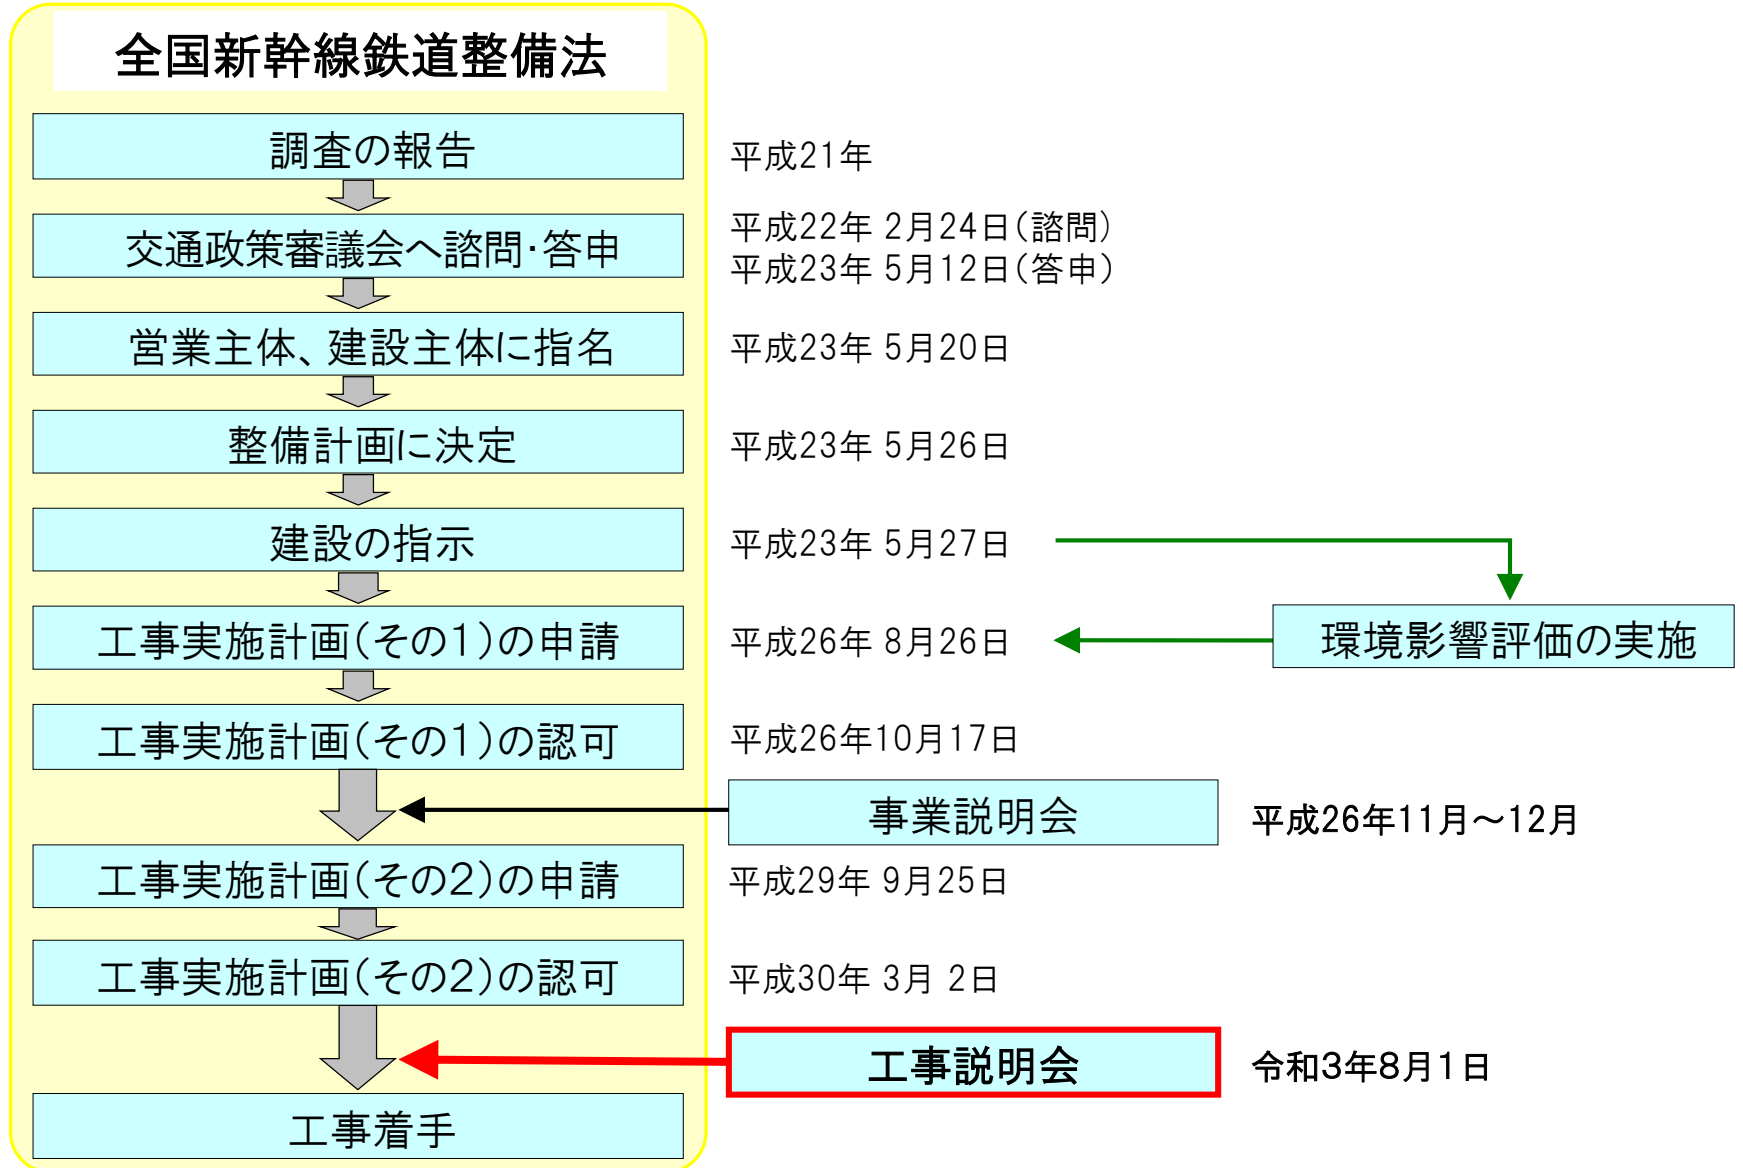 全国新幹線鉄道整備法
調査の報告
平成21年
交通政策審議会へ諮問・答申
平成22年 2月24日(諮問)
平成23年 5月12日(答申)
営業主体、建設主体に指名
平成23年 5月20日
整備計画に決定
平成23年 5月26日
建設の指示
平成23年 5月27日
工事実施計画(その1)の申請
平成26年 8月26日
環境影響評価の実施
工事実施計画(その1)の認可
平成26年10月17日
事業説明会
平成26年11月～12月
工事実施計画(その2)の申請
平成29年 9月25日
工事実施計画(その2)の認可
平成30年 3月 2日
工事説明会
令和3年8月1日
工事着手